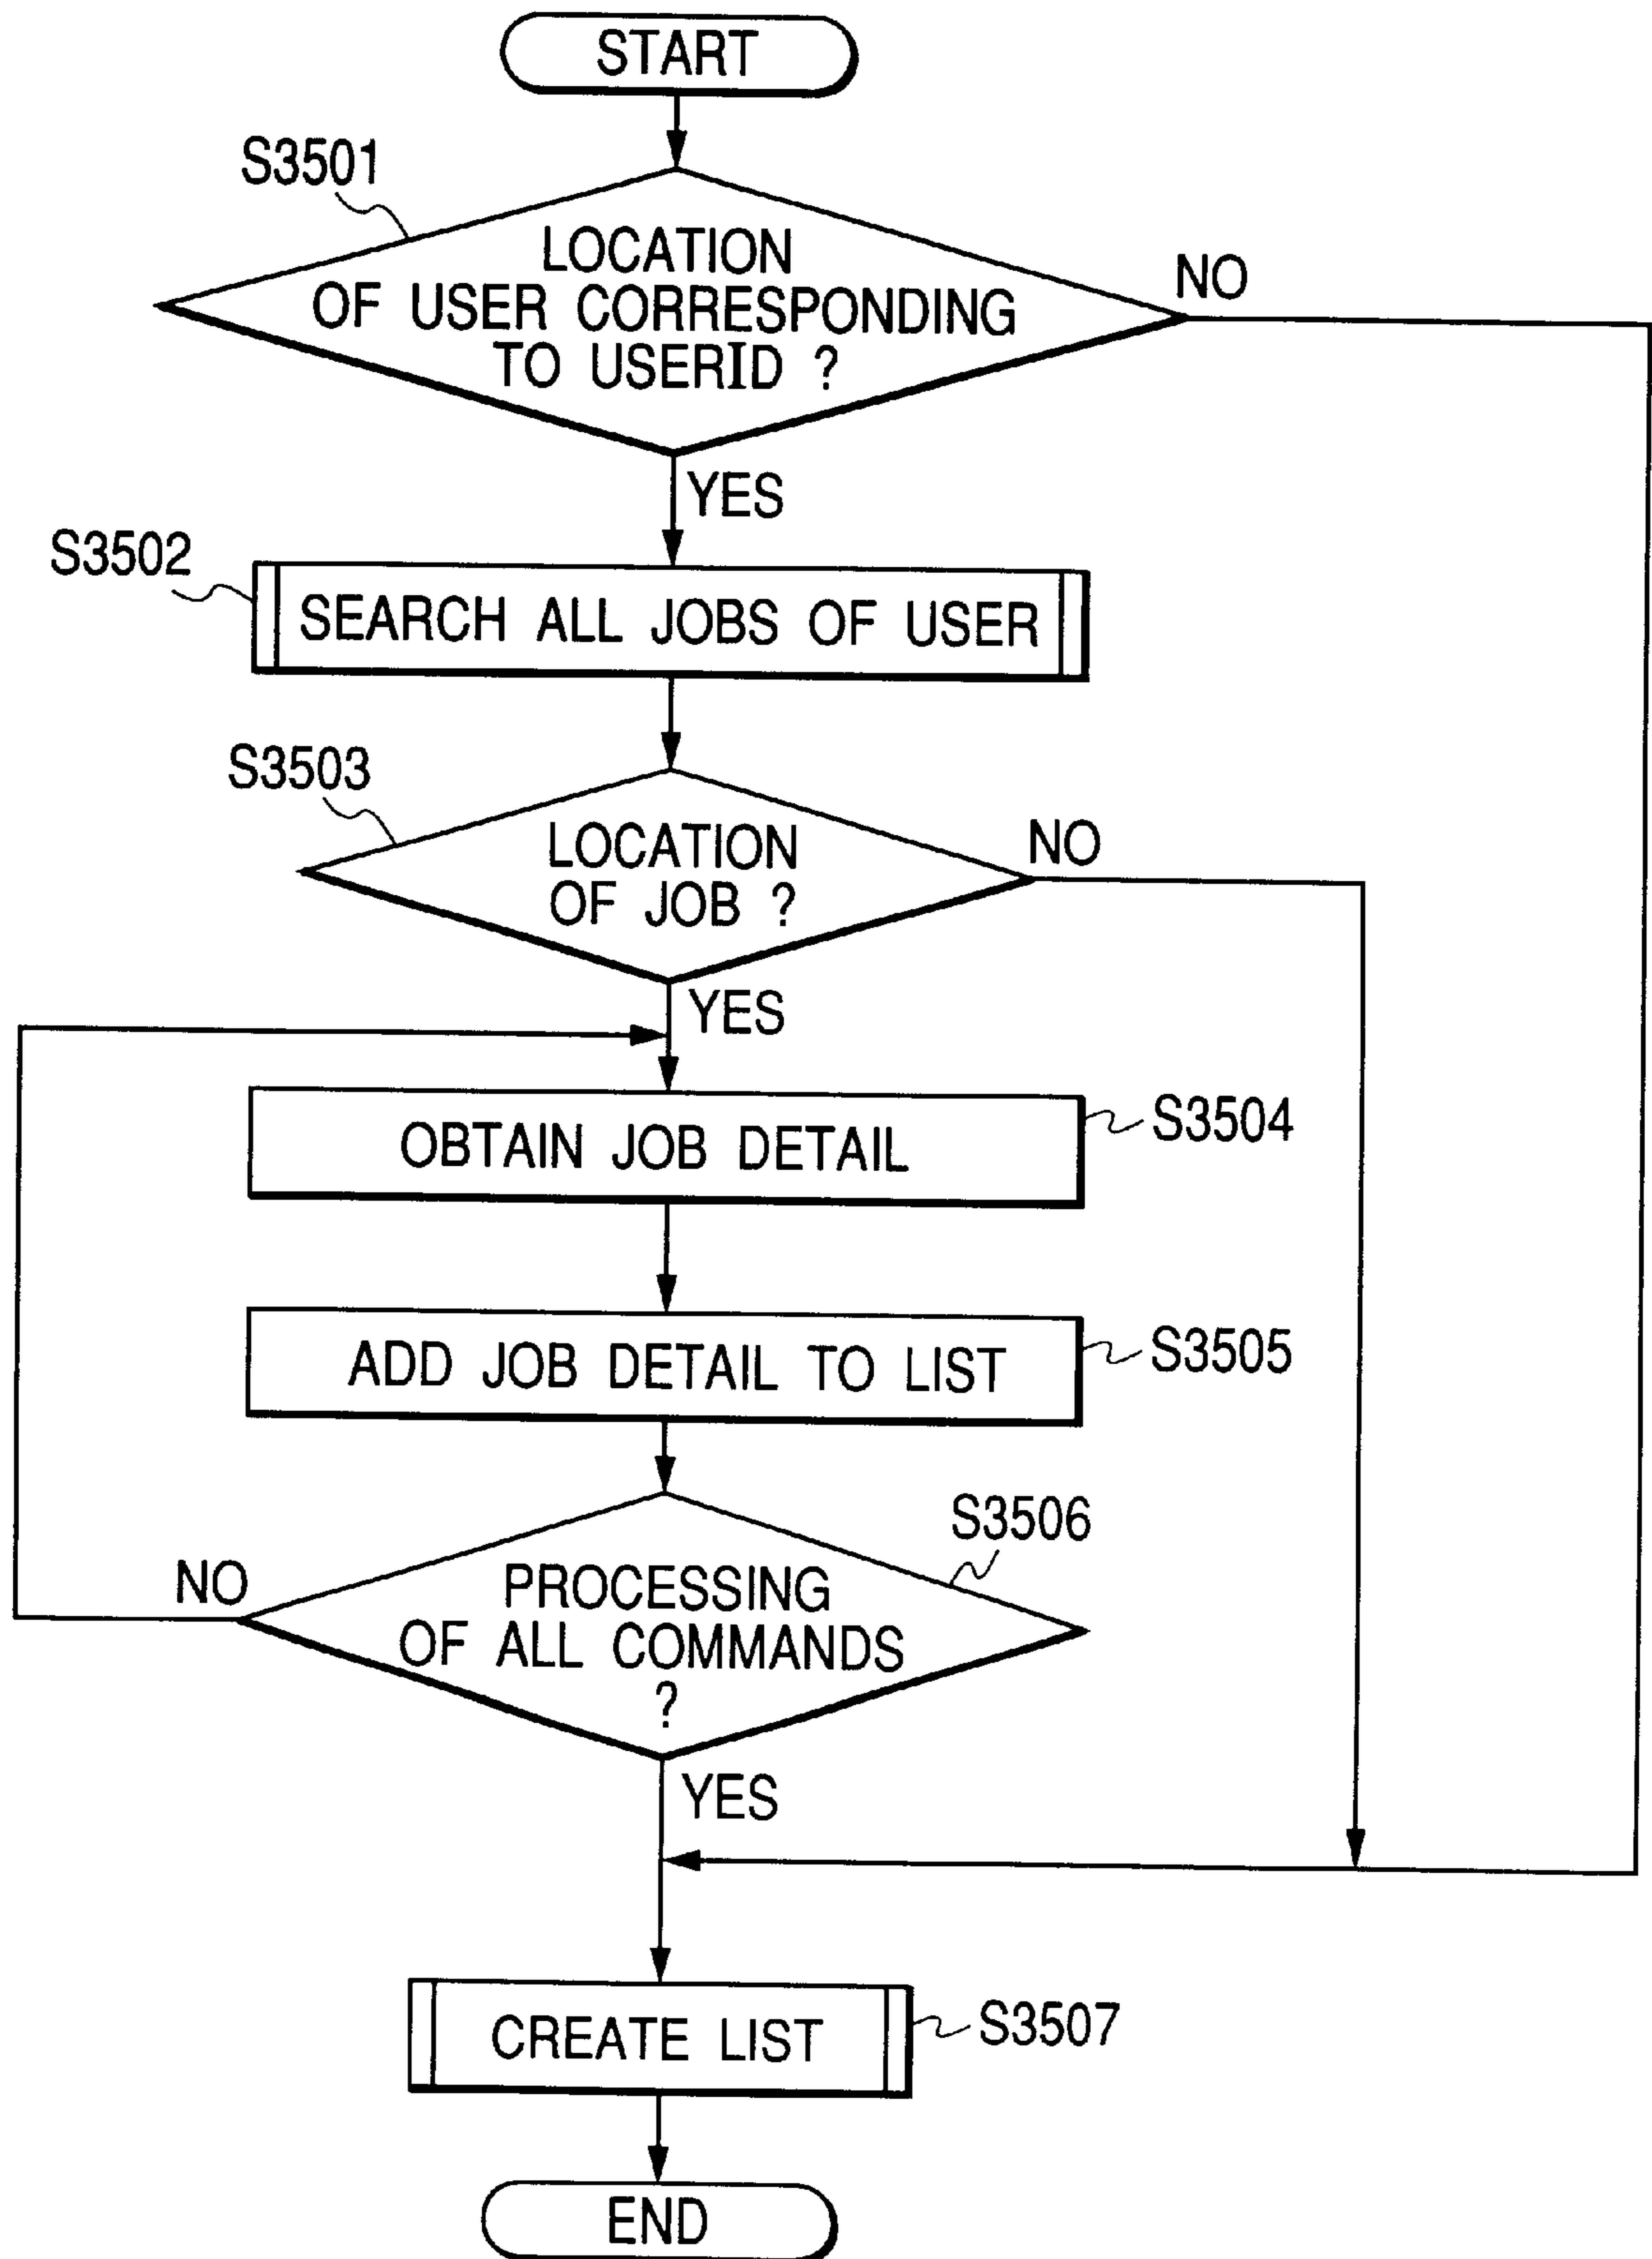 START
S3501
LOCATION
OF USER CORRESPONDING
TO USERID ?
NO
YES
S3502
SEARCH ALL JOBS OF USER
S3503
LOCATION
OF JOB ?
NO
YES
OBTAIN JOB DETAIL
S3504
ADD JOB DETAIL TO LIST
S3505
S3506
NO
PROCESSING
OF ALL COMMANDS
?
YES
CREATE LIST
S3507
END